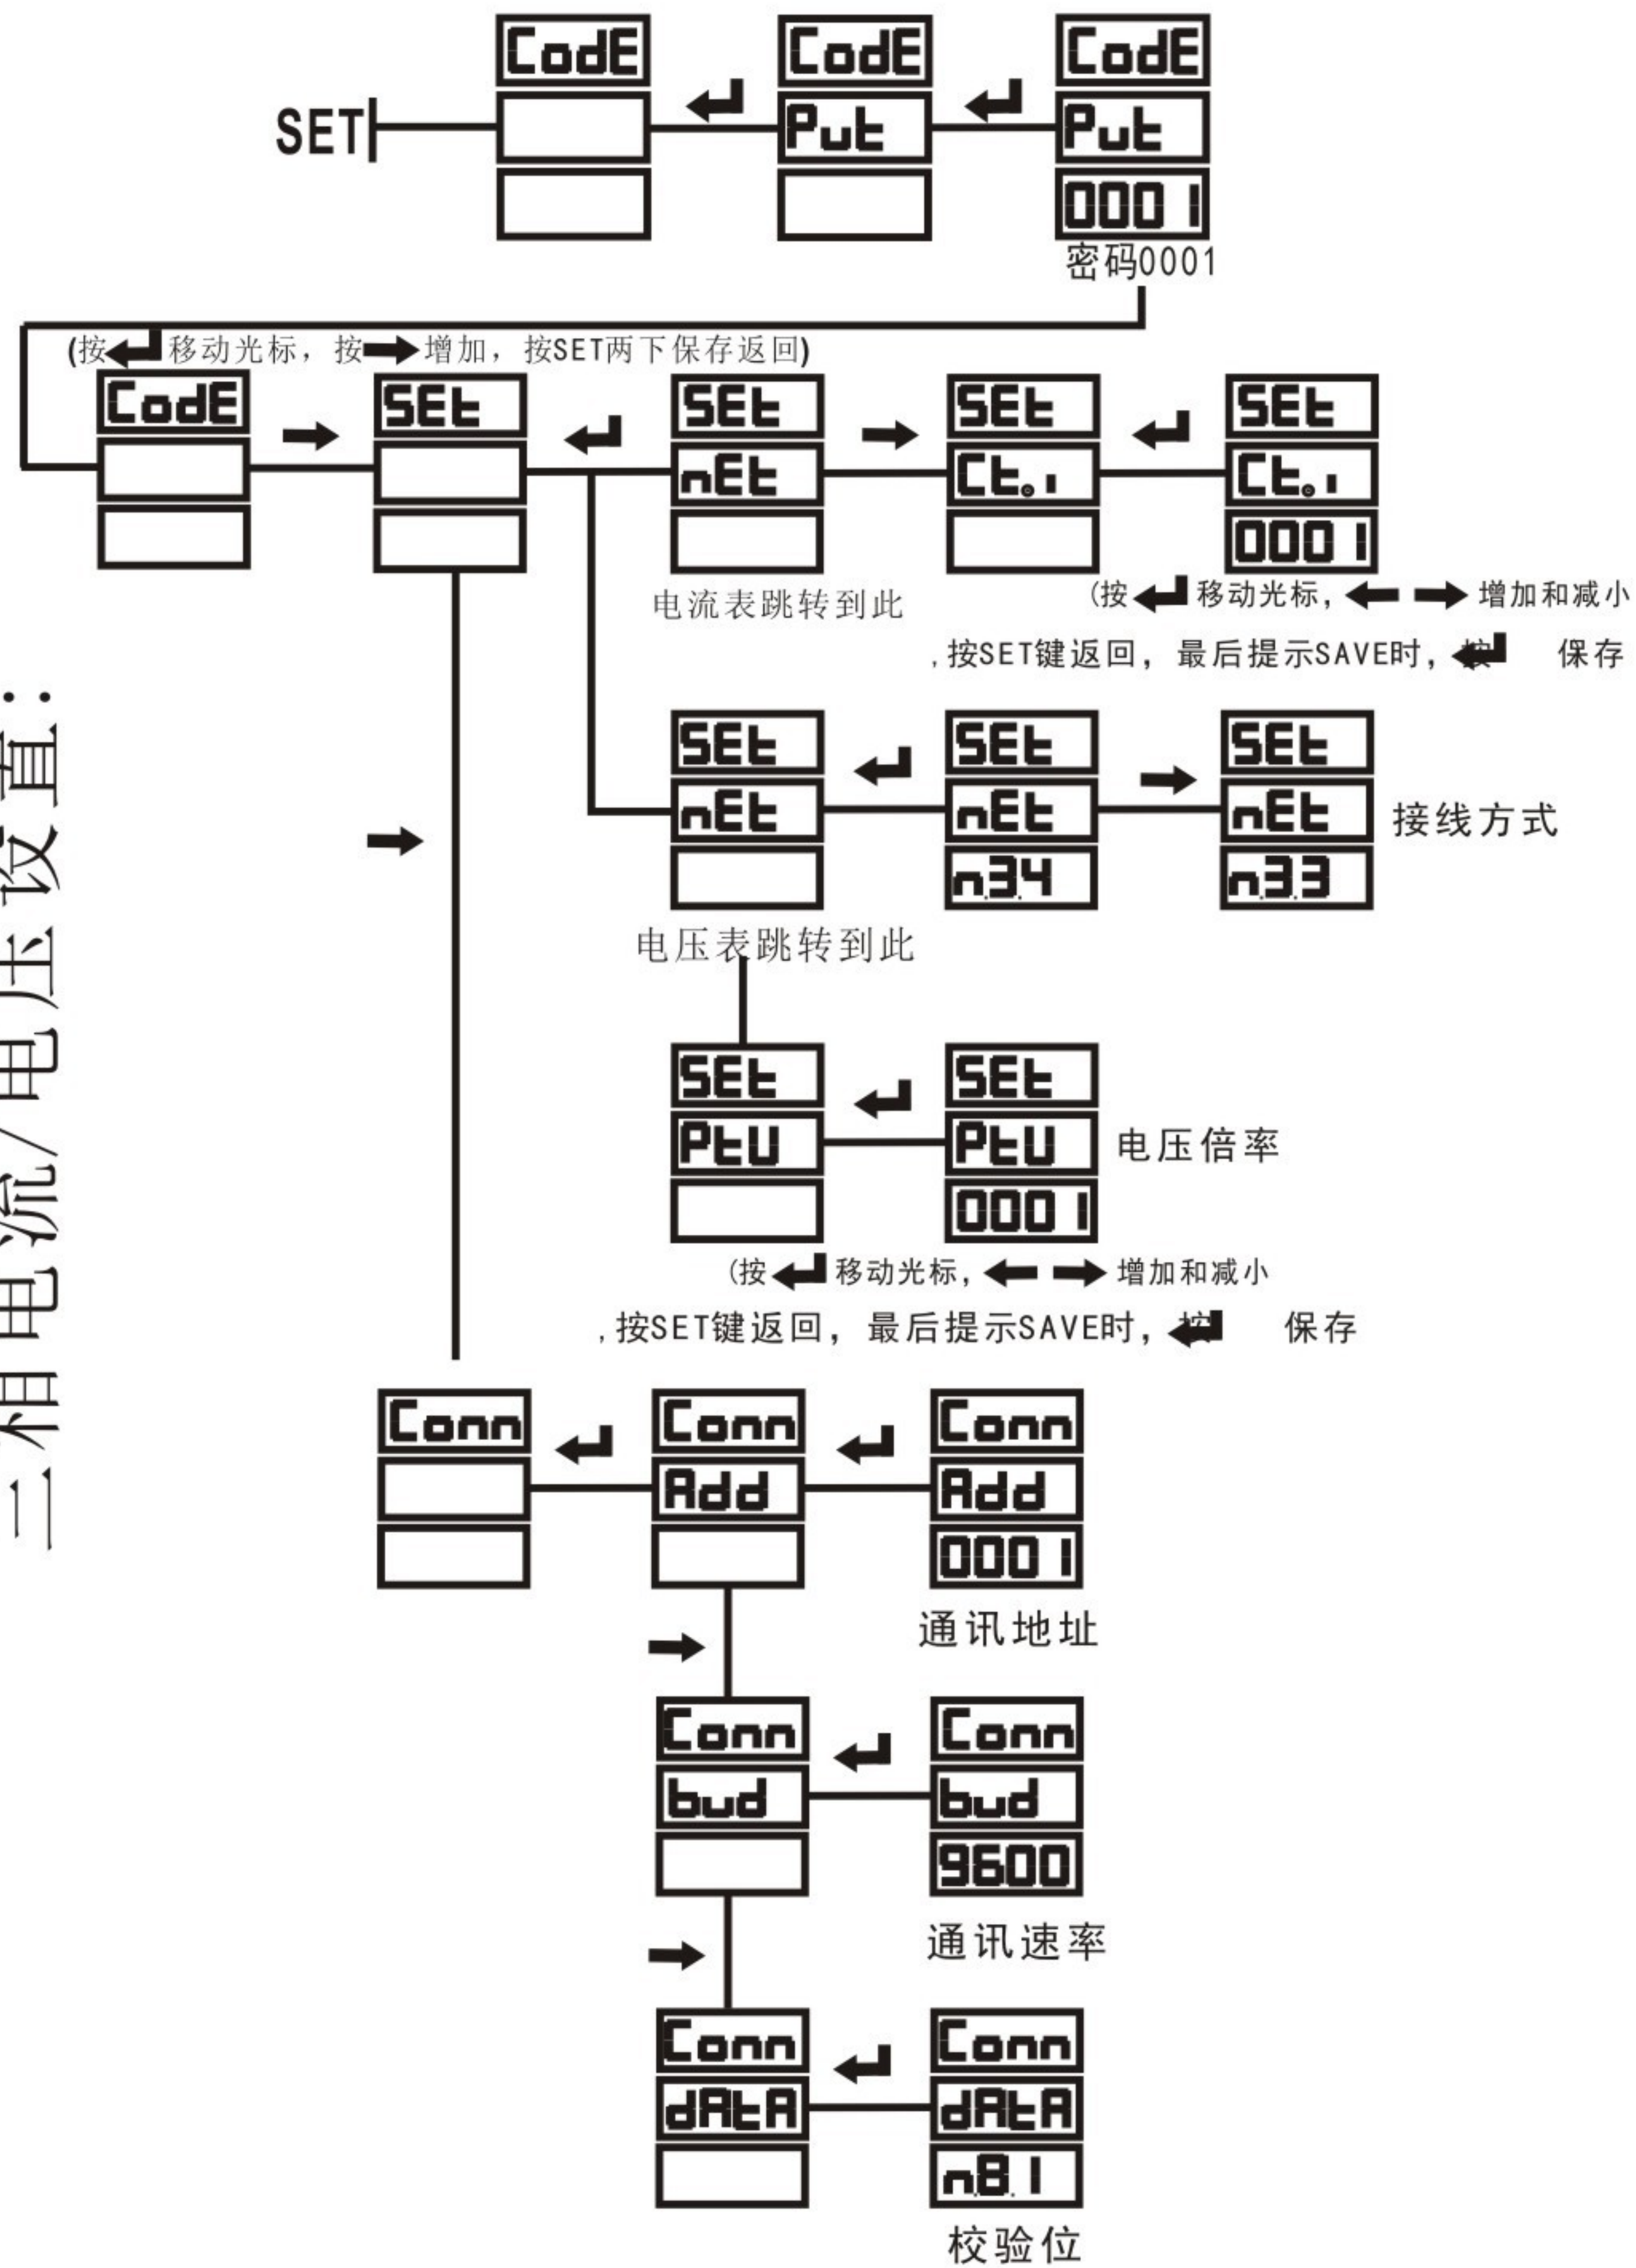 CodE CodE CodE
SET Put Put
0001
密码0001
(按 移动光标，按 增加，按SET两下保存返回)
CodE SEt SEt SEt SEt
nEt Ct.i Ct.i
0001
电流表跳转到此
(按 移动光标， 增加和减小
,按SET键返回，最后提示SAVE时，按 保存
SEt SEt SEt
nEt nEt nEt 接线方式
n.3.4 n.3.3
电压表跳转到此
SEt SEt
PtU PtU 电压倍率
0001
(按 移动光标， 增加和减小
,按SET键返回，最后提示SAVE时，按 保存
Conn Conn Conn
Add Add
0001
通讯地址
Conn Conn
bud bud
9600
通讯速率
Conn Conn
dAtA dAtA
n.8.1
校验位
三相电流/电压设置：